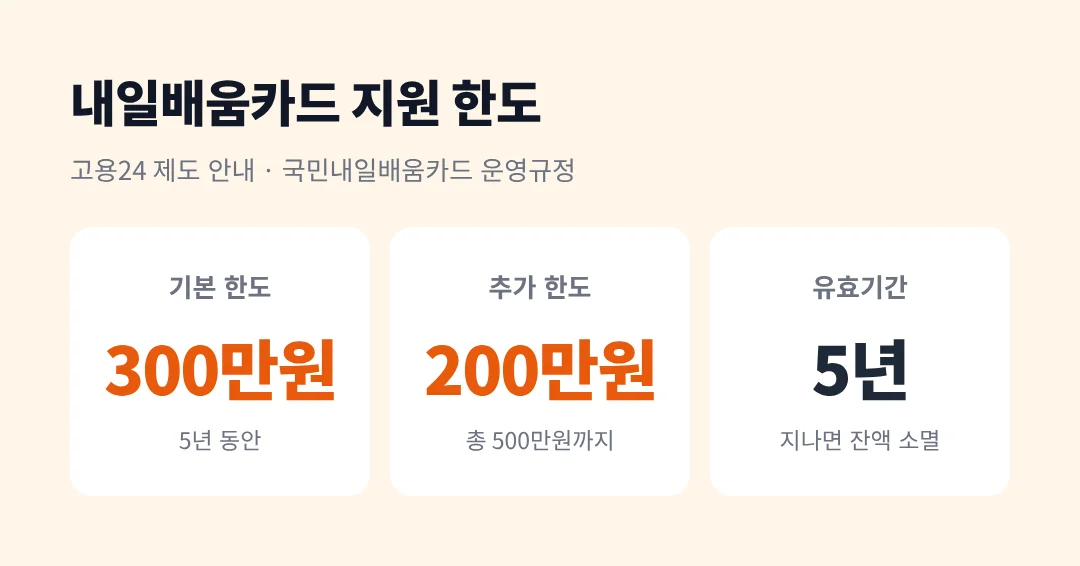 내일배움카드 지원 한도
고용24 제도 안내 · 국민내일배움카드 운영규정
기본 한도
300만원
5년 동안
추가 한도
200만원
총 500만원까지
유효기간
5년
지나면 잔액 소멸